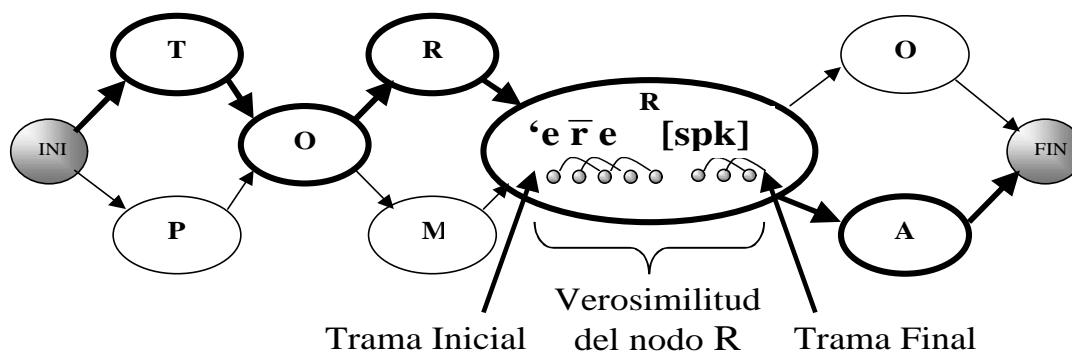 T
R
O
R
‘e r̅ e [spk]
INI
O
FIN
P
M
A
Verosimilitud
del nodo R
Trama Inicial
Trama Final